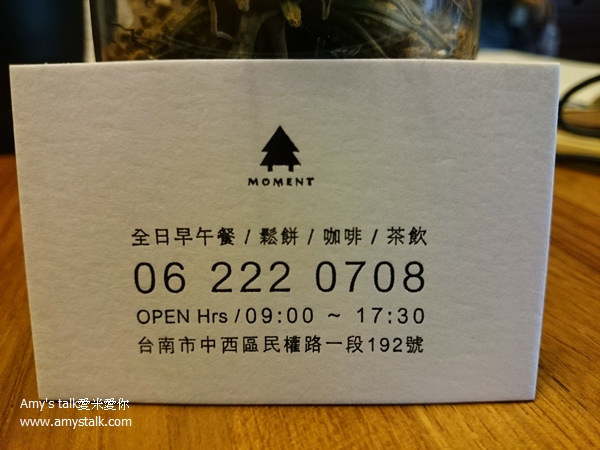 MOMENT
全日早午餐 / 鬆餅 / 咖啡 / 茶飲
06 222 0708
OPEN Hrs / 09:00 ~ 17:30
台南市中西區民權路一段192號
Amy's talk愛米愛你
www.amystalk.com